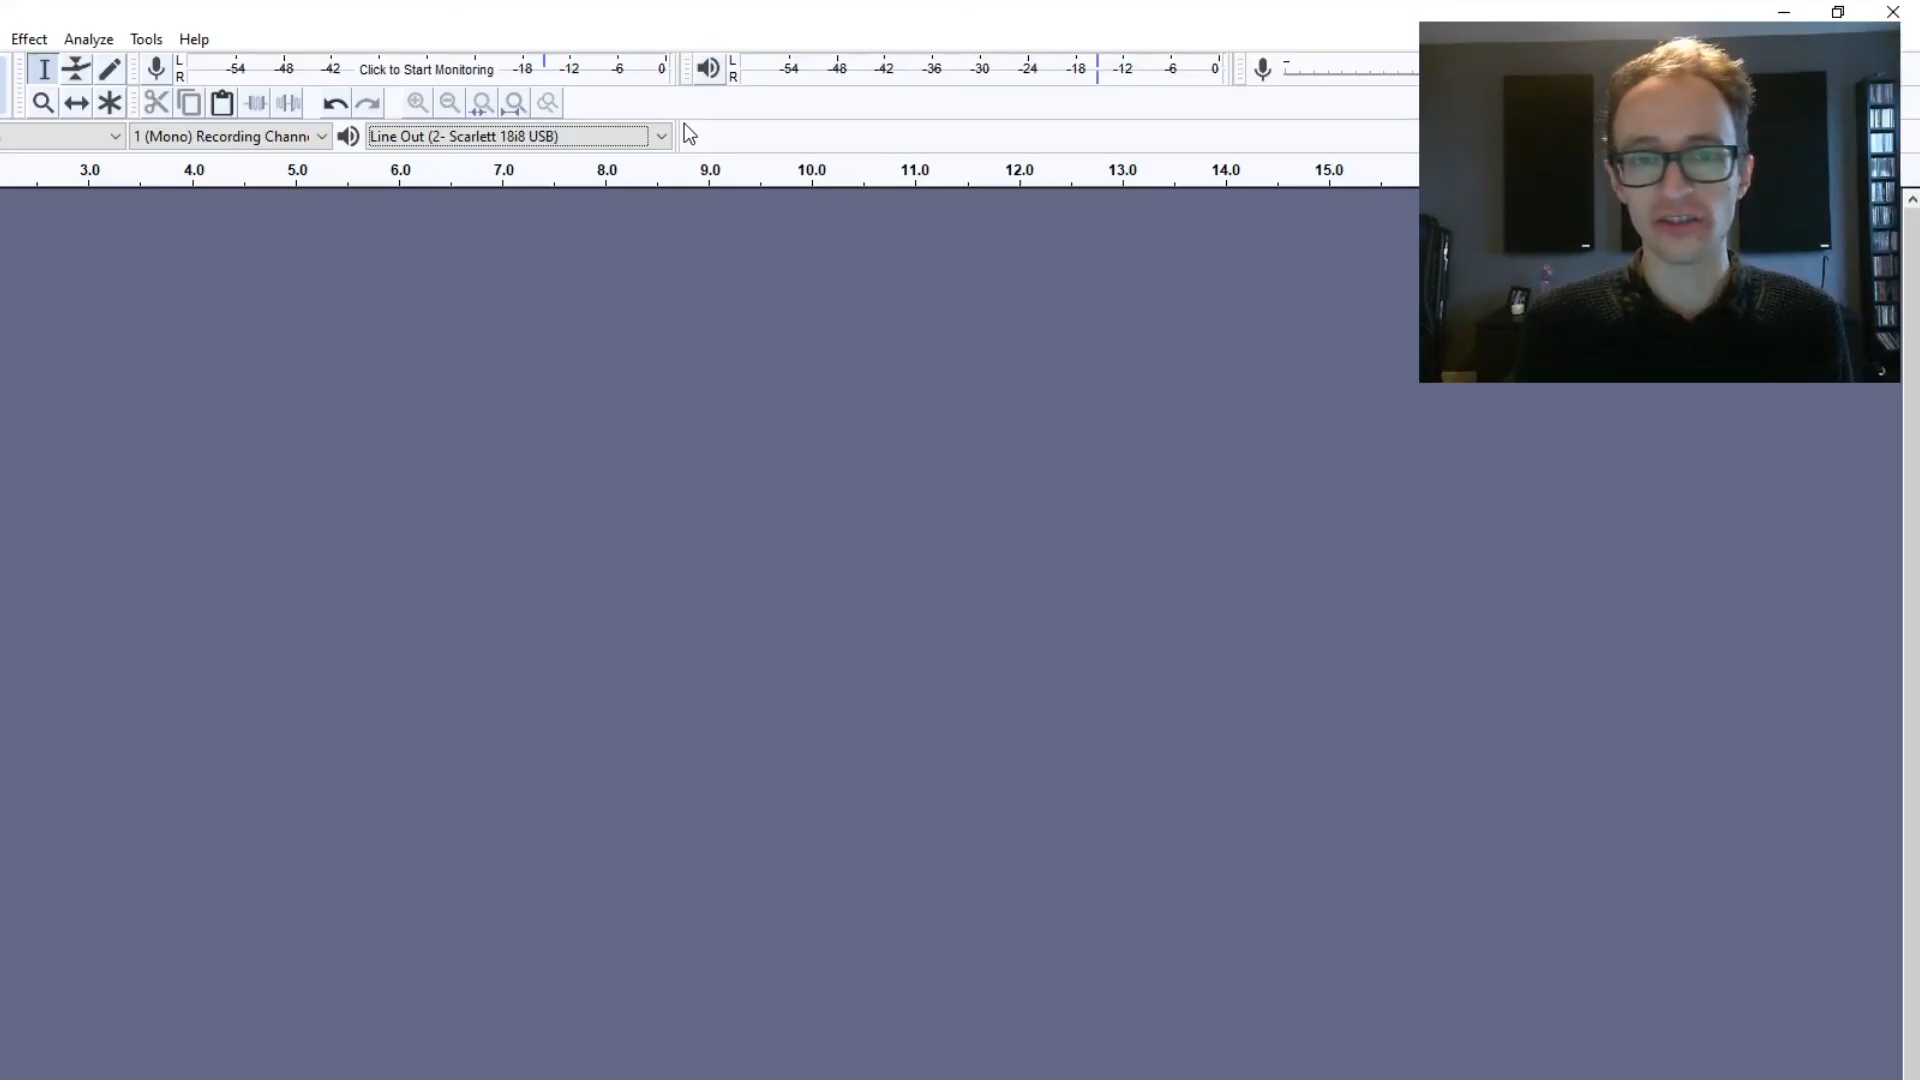 Effect Analyze Tools Help
L
R
-54 -48 -42 Click to Start Monitoring -18 -12 -6 0
L
R
-54 -48 -42 -36 -30 -24 -18 -12 -6 0
1 (Mono) Recording Chann
Line Out (2- Scarlett 18i8 USB)
3.0 4.0 5.0 6.0 7.0 8.0 9.0 10.0 11.0 12.0 13.0 14.0 15.0